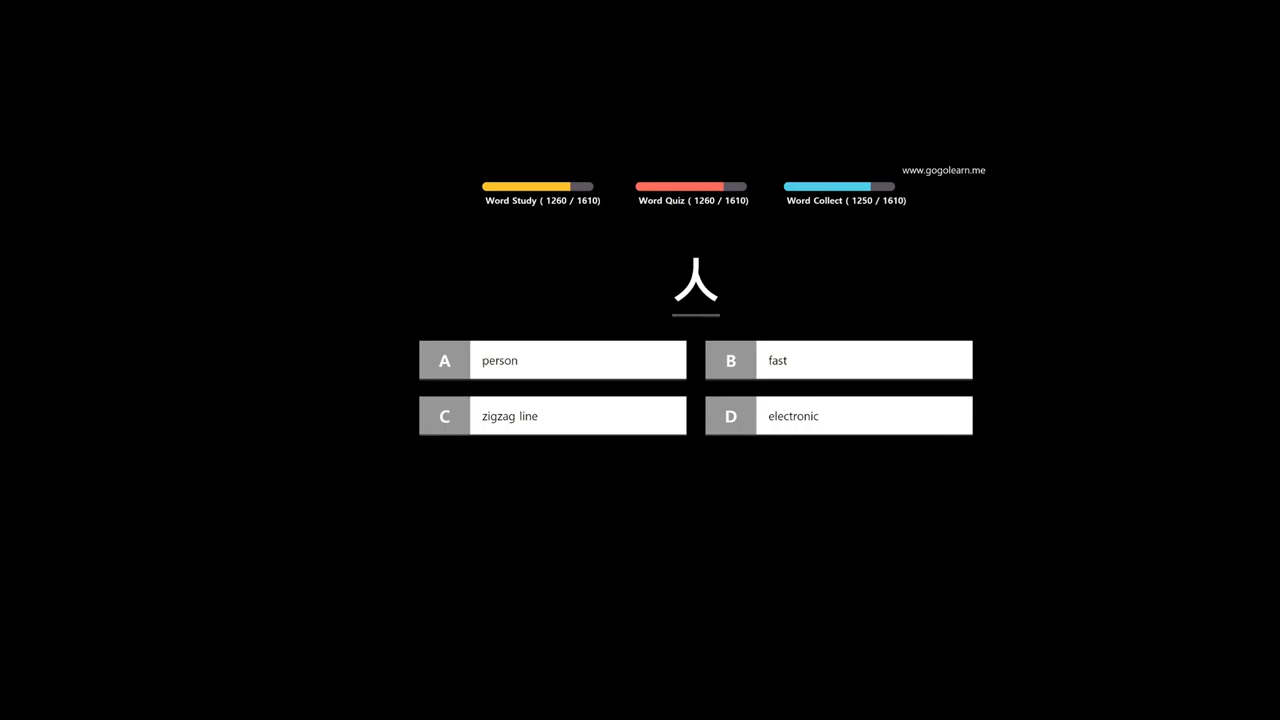 www.gogolearn.me
Word Study ( 1260 / 1610)
Word Quiz ( 1260 / 1610)
Word Collect ( 1250 / 1610)
人
A person
B fast
C zigzag line
D electronic